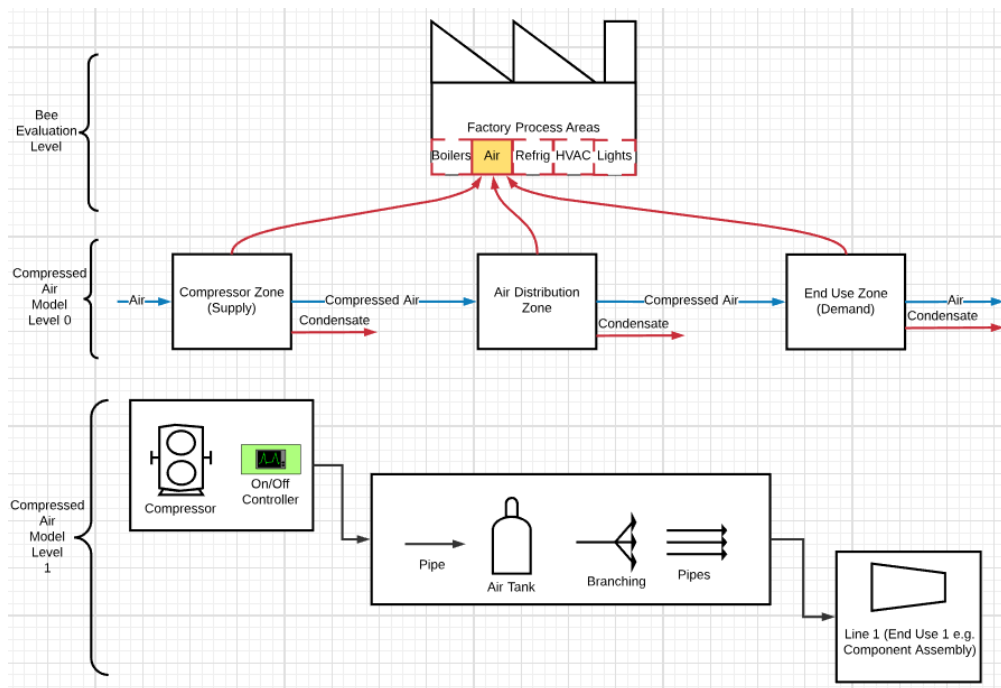 Bee
Evaluation
Level
Factory Process Areas
Boilers Air Refrig HVAC Lights
Compressed
Air
Model
Level 0
Air
Compressor Zone
(Supply)
Compressed Air
Condensate
Air Distribution
Zone
Compressed Air
Condensate
End Use Zone
(Demand)
Air
Condensate
Compressed
Air
Model
Level
1
Compressor
On/Off
Controller
Pipe
Air Tank
Branching
Pipes
Line 1 (End Use 1 e.g.
Component Assembly)